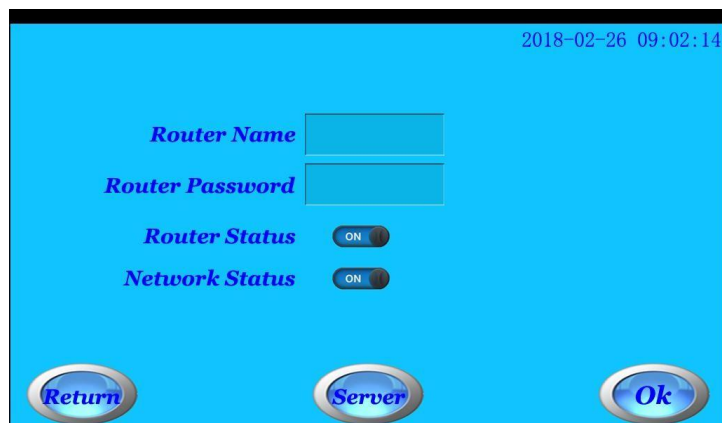 2018-02-26 09:02:14
Router Name
Router Password
Router Status ON
Network Status ON
Return Server Ok